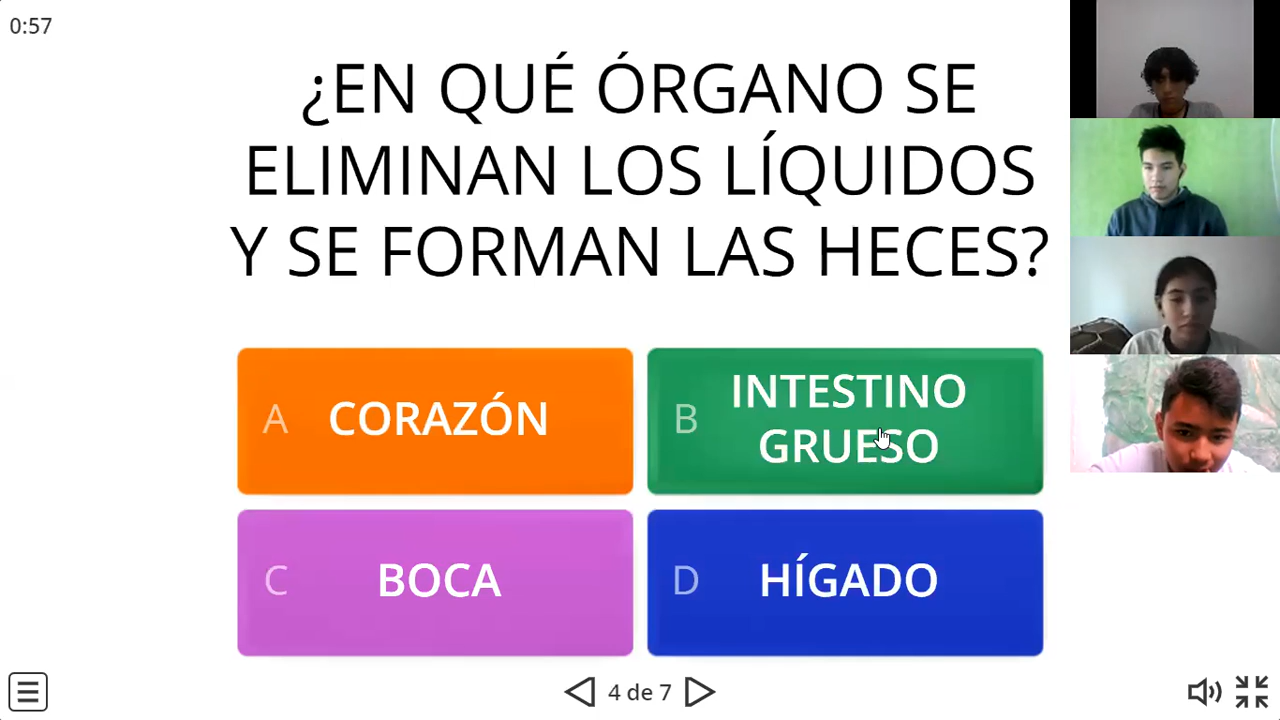 0:57
¿EN QUÉ ÓRGANO SE
ELIMINAN LOS LÍQUIDOS
Y SE FORMAN LAS HECES?
A CORAZÓN
B INTESTINO
GRUESO
C BOCA
D HÍGADO
4 de 7